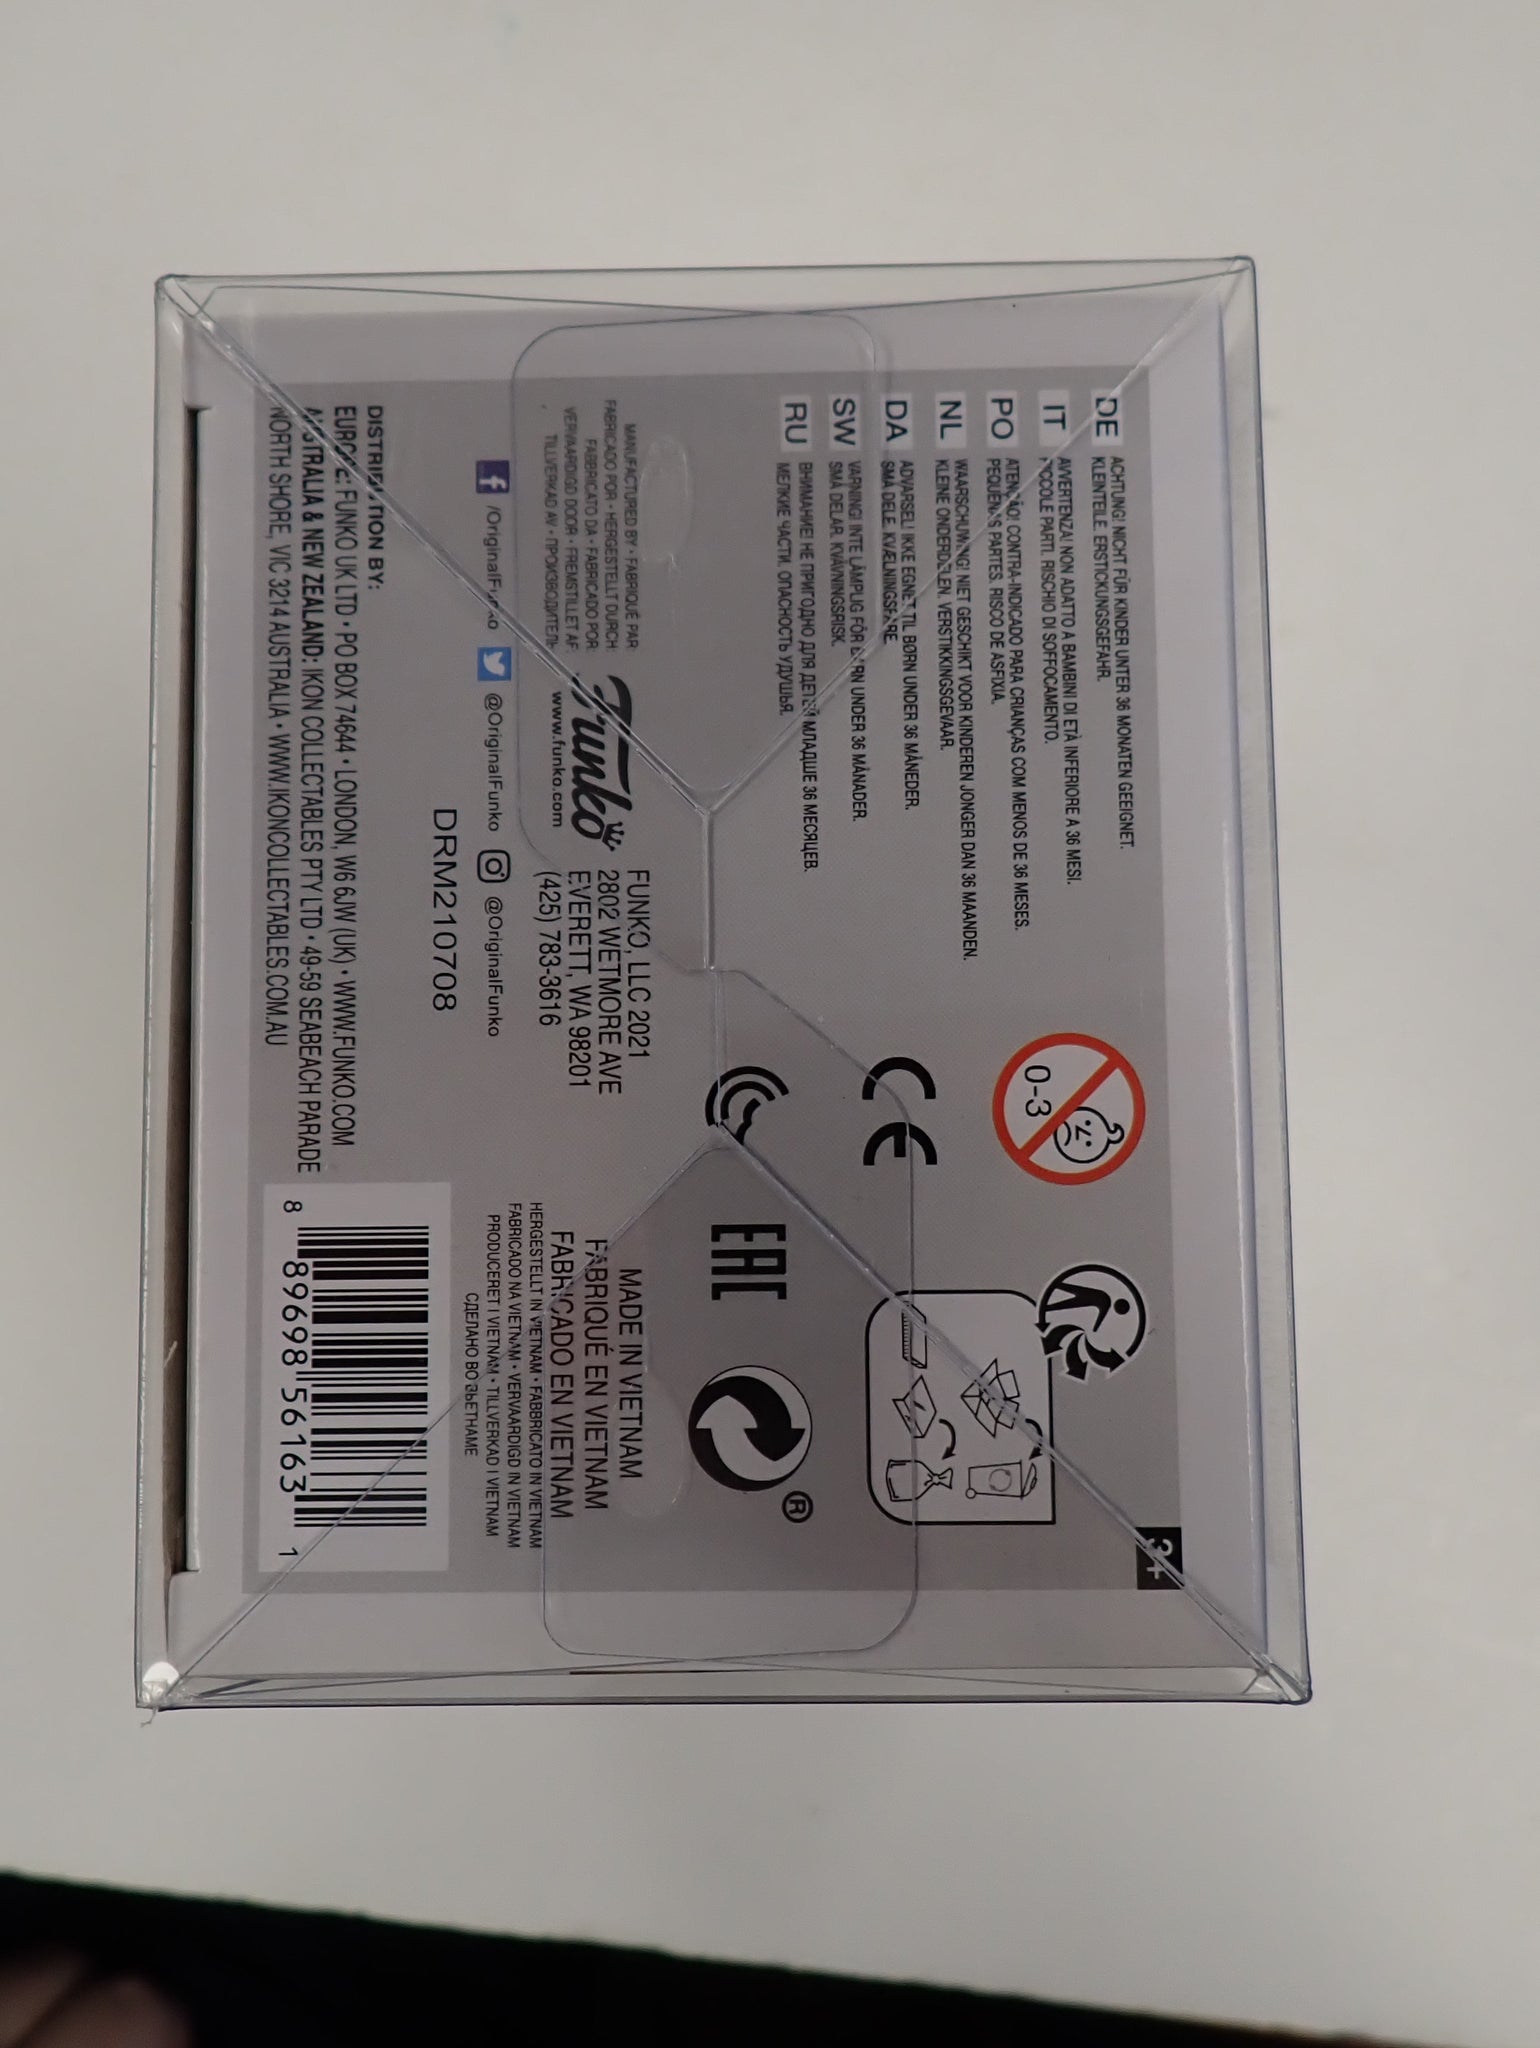 3+
DE ACHTUNG! NICHT FÜR KINDER UNTER 36 MONATEN GEEIGNET.
KLEINTEILE. ERSTICKUNGSGEFAHR.
IT AVVERTENZA! NON ADATTO A BAMBINI DI ETÀ INFERIORE A 36 MESI.
PICCOLE PARTI. RISCHIO DI SOFFOCAMENTO.
PO ATENÇÃO! CONTRA-INDICADO PARA CRIANÇAS COM MENOS DE 36 MESES.
PEQUENAS PARTES. RISCO DE ASFIXIA.
NL WAARSCHUWING! NIET GESCHIKT VOOR KINDEREN JONGER DAN 36 MAANDEN.
KLEINE ONDERDELEN. VERSTIKKINGSGEVAAR.
DA ADVARSEL! IKKE EGNET TIL BØRN UNDER 36 MÅNEDER.
SMÅ DELE. KVÆLNINGSFARE.
SW VARNING! INTE LÄMPLIG FÖR BARN UNDER 36 MÅNADER.
SMÅ DELAR. KVÄVNINGSRISK.
RU ВНИМАНИЕ! НЕ ПРИГОДНО ДЛЯ ДЕТЕЙ МЛАДШЕ 36 МЕСЯЦЕВ.
МЕЛКИЕ ЧАСТИ. ОПАСНОСТЬ УДУШЬЯ.
0-3
CE
EAC
®
MANUFACTURED BY • FABRIQUÉ PAR:
FABRICADO POR • HERGESTELLT DURCH:
FABBRICATO DA • FABRICADO POR:
VERVAARDIGD DOOR • FREMSTILLET AF:
TILLVERKAD AV • ПРОИЗВОДИТЕЛЬ
Funko
www.funko.com
FUNKO, LLC 2021
2802 WETMORE AVE
EVERETT, WA 98201
(425) 783-3616
/OriginalFunko @OriginalFunko @OriginalFunko
DRM210708
MADE IN VIETNAM
FABRIQUÉ EN VIETNAM
FABRICADO EN VIETNAM
HERGESTELLT IN VIETNAM • FABBRICATO IN VIETNAM
FABRICADO NA VIETNAM • VERVAARDIGD IN VIETNAM
PRODUCERET I VIETNAM • TILLVERKAD I VIETNAM
СДЕЛАНО ВО ВЬЕТНАМЕ
DISTRIBUTION BY:
EUROPE: FUNKO UK LTD • PO BOX 74644 • LONDON, W6 6JW (UK) • WWW.FUNKO.COM
AUSTRALIA & NEW ZEALAND: IKON COLLECTABLES PTY LTD • 49-59 SEABEACH PARADE
NORTH SHORE, VIC 3214 AUSTRALIA • WWW.IKONCOLLECTABLES.COM.AU
8 89698 56163 1